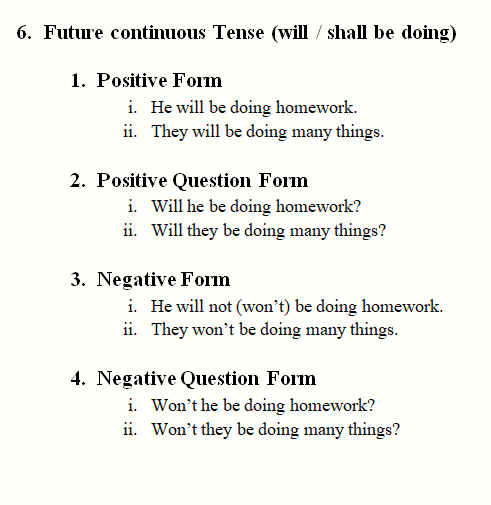 6. Future continuous Tense (will / shall be doing)
1. Positive Form
i. He will be doing homework.
ii. They will be doing many things.
2. Positive Question Form
i. Will he be doing homework?
ii. Will they be doing many things?
3. Negative Form
i. He will not (won’t) be doing homework.
ii. They won’t be doing many things.
4. Negative Question Form
i. Won’t he be doing homework?
ii. Won’t they be doing many things?